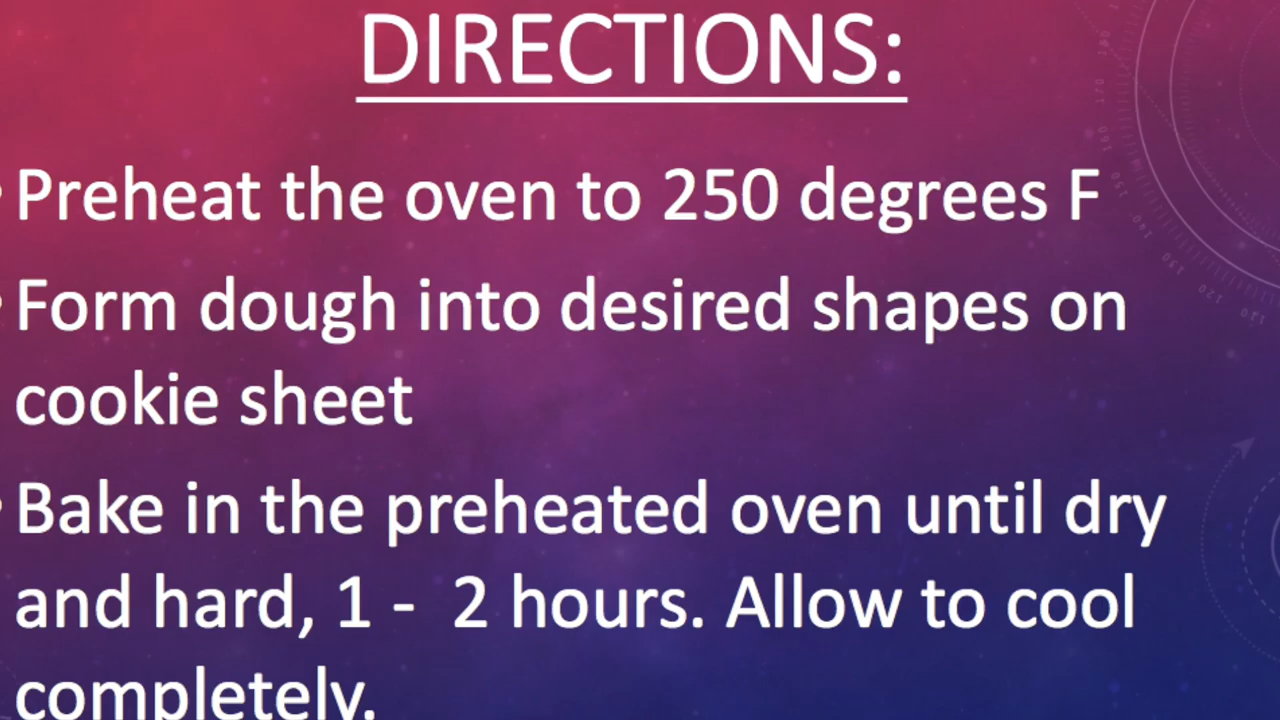 DIRECTIONS:
• Preheat the oven to 250 degrees F
• Form dough into desired shapes on
cookie sheet
• Bake in the preheated oven until dry
and hard, 1 -  2 hours. Allow to cool
completely.